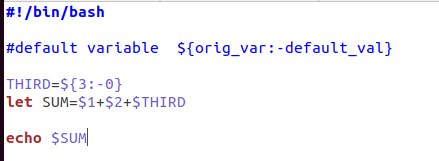 #!/bin/bash
#default variable  ${orig_var:-default_val}
THIRD=${3:-0}
let SUM=$1+$2+$THIRD
echo $SUM